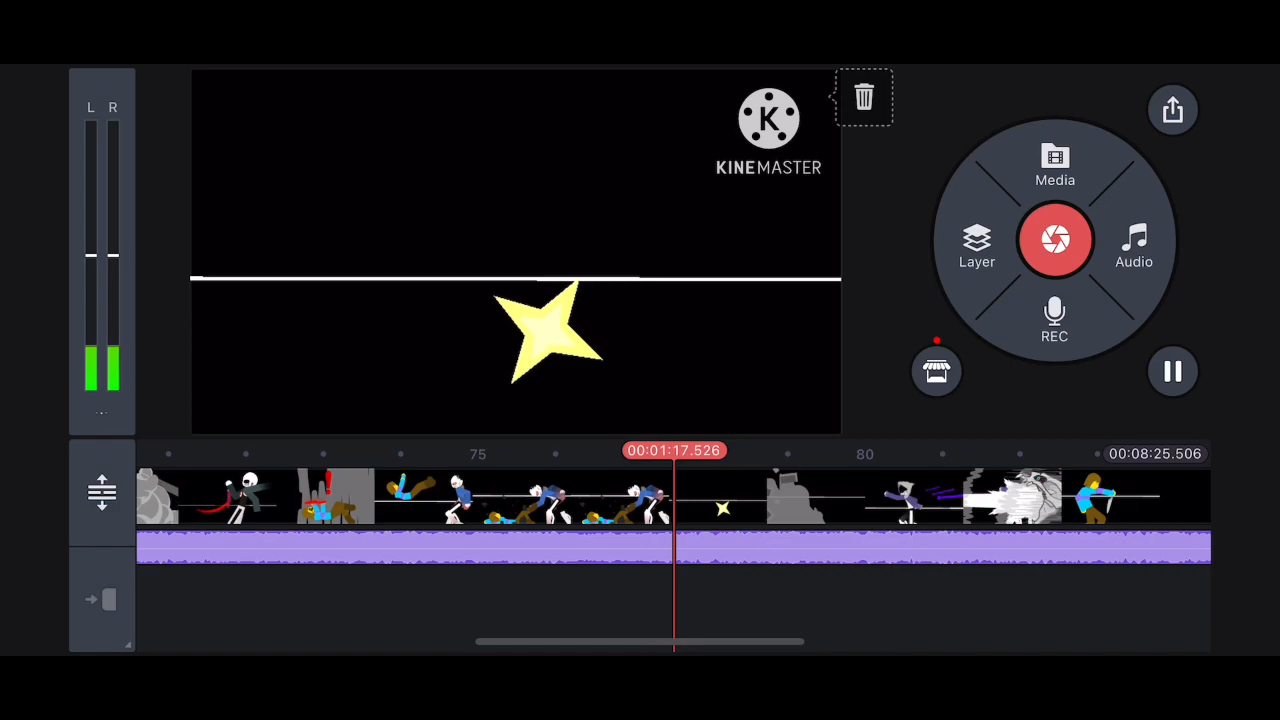 L R
K
KINEMASTER
Media
Layer
Audio
REC
75
00:01:17.526
80
00:08:25.506